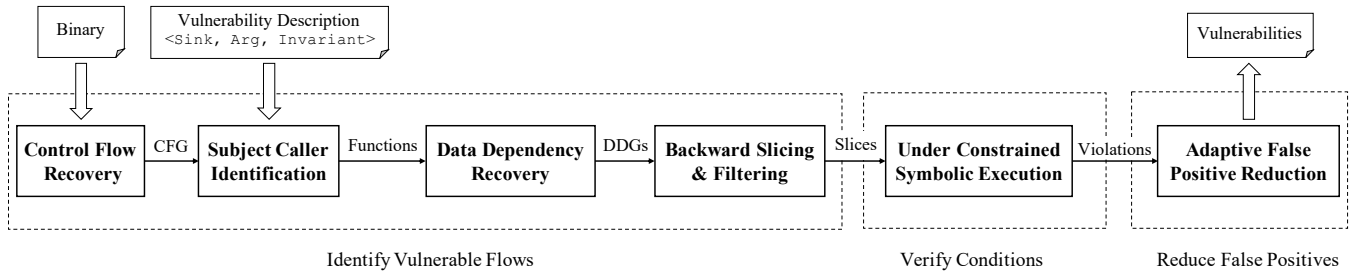 Binary
Vulnerability Description
<Sink, Arg, Invariant>
Vulnerabilities
Control Flow
Recovery
CFG
Subject Caller
Identification
Functions
Data Dependency
Recovery
DDGs
Backward Slicing
& Filtering
Slices
Under Constrained
Symbolic Execution
Violations
Adaptive False
Positive Reduction
Identify Vulnerable Flows
Verify Conditions
Reduce False Positives